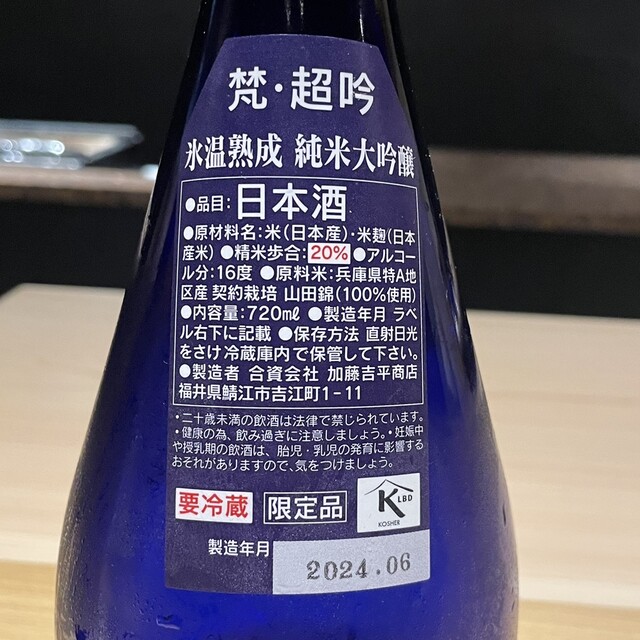 梵・超吟
氷温熟成 純米大吟醸
●品目: 日本酒
●原材料名:米(日本産)・米麹(日本
産米) ●精米歩合: 20% ●アルコー
ル分:16度 ●原料米:兵庫県特A地
区産 契約栽培 山田錦(100%使用)
●内容量:720mℓ ●製造年月 ラベ
ル右下に記載 ●保存方法 直射日光
をさけ冷蔵庫内で保管して下さい。
●製造者 合資会社 加藤吉平商店
福井県鯖江市吉江町1-11
・二十歳未満の飲酒は法律で禁じられています。
・健康の為、飲み過ぎに注意しましょう。・妊娠中
や授乳期の飲酒は、胎児・乳児の発育に影響する
おそれがありますので、気をつけましょう。
要冷蔵 限定品 K LBD
KOSHER
製造年月 2024.06